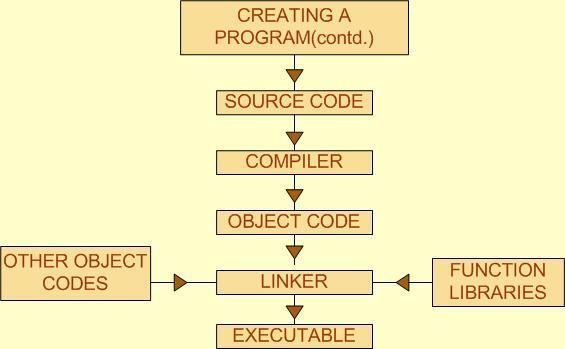 CREATING A
PROGRAM(contd.)
SOURCE CODE
COMPILER
OBJECT CODE
OTHER OBJECT
CODES
LINKER
FUNCTION
LIBRARIES
EXECUTABLE